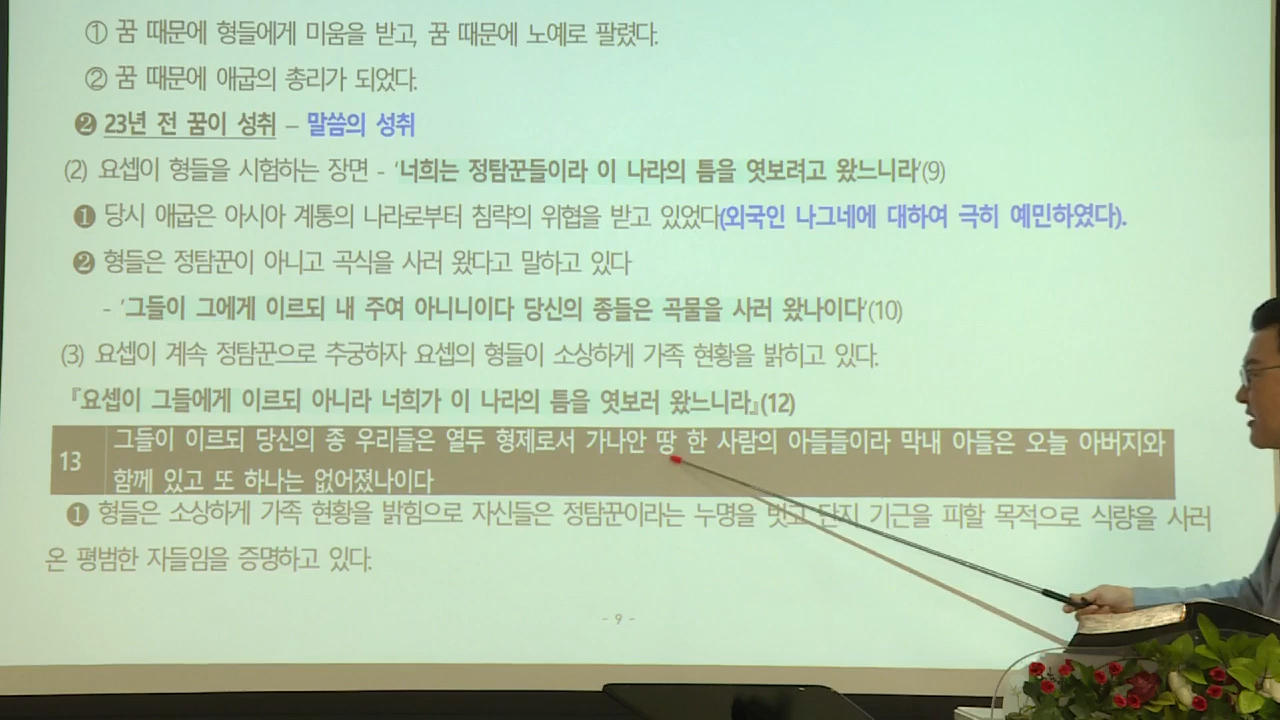 ① 꿈 때문에 형들에게 미움을 받고, 꿈 때문에 노예로 팔렸다.
② 꿈 때문에 애굽의 총리가 되었다.
❷ 23년 전 꿈이 성취 – 말씀의 성취
(2) 요셉이 형들을 시험하는 장면 - '너희는 정탐꾼들이라 이 나라의 틈을 엿보려고 왔느니라'(9)
❶ 당시 애굽은 아시아 계통의 나라로부터 침략의 위협을 받고 있었다(외국인 나그네에 대하여 극히 예민하였다).
❷ 형들은 정탐꾼이 아니고 곡식을 사러 왔다고 말하고 있다
- '그들이 그에게 이르되 내 주여 아니니이다 당신의 종들은 곡물을 사러 왔나이다'(10)
(3) 요셉이 계속 정탐꾼으로 추궁하자 요셉의 형들이 소상하게 가족 현황을 밝히고 있다.
『요셉이 그들에게 이르되 아니라 너희가 이 나라의 틈을 엿보러 왔느니라』(12)
13 그들이 이르되 당신의 종 우리들은 열두 형제로서 가나안 땅 한 사람의 아들들이라 막내 아들은 오늘 아버지와
함께 있고 또 하나는 없어졌나이다
❶ 형들은 소상하게 가족 현황을 밝힘으로 자신들은 정탐꾼이라는 누명을 벗고 단지 기근을 피할 목적으로 식량을 사러
온 평범한 자들임을 증명하고 있다.
- 9 -